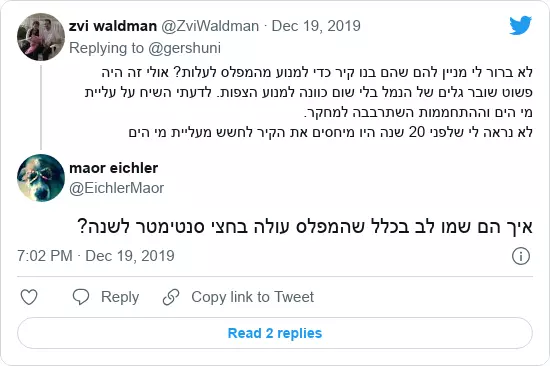 zvi waldman @ZviWaldman · Dec 19, 2019
Replying to @gershuni
לא ברור לי מניין להם שהם בנו קיר כדי למנוע מהמפלס לעלות? אולי זה היה
פשוט שובר גלים של הנמל בלי שום כוונה למנוע הצפות. לדעתי השיח על עליית
מי הים וההתחממות השתרבבה למחקר.
לא נראה לי שלפני 20 שנה היו מיחסים את הקיר לחשש מעליית מי הים
maor eichler
@EichlerMaor
איך הם שמו לב בכלל שהמפלס עולה בחצי סנטימטר לשנה?
7:02 PM · Dec 19, 2019
Reply
Copy link to Tweet
Read 2 replies